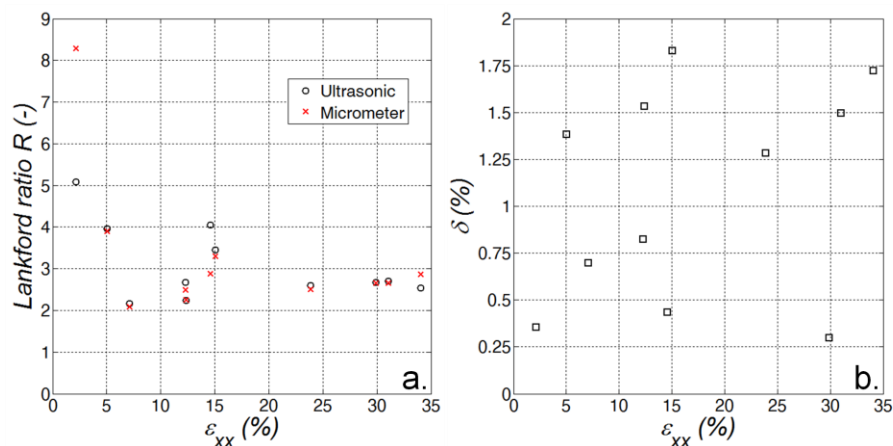 9
8
7
6
5
4
3
2
1
0
Lankford ratio R (-)
Ultrasonic
Micrometer
0 5 10 15 20 25 30 35
ε_xx (%)
a.
2
1.75
1.5
1.25
1
0.75
0.5
0.25
0
δ (%)
0 5 10 15 20 25 30 35
ε_xx (%)
b.